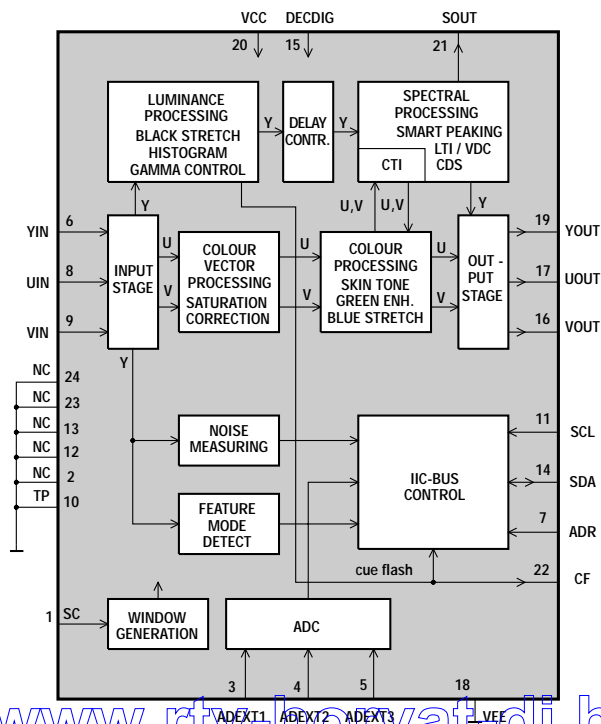 VCC DECDIG SOUT
20 15 21
LUMINANCE
PROCESSING
BLACK STRETCH
HISTOGRAM
GAMMA CONTROL
Y
DELAY
CONTR.
Y
SPECTRAL
PROCESSING
SMART PEAKING
LTI / VDC
CDS
CTI
Y
U,V U,V
Y
YIN 6
UIN 8
VIN 9
INPUT
STAGE
U
V
COLOUR
VECTOR
PROCESSING
SATURATION
CORRECTION
U
V
COLOUR
PROCESSING
SKIN TONE
GREEN ENH.
BLUE STRETCH
U
V
OUT -
PUT
STAGE
19 YOUT
17 UOUT
16 VOUT
Y
NC 24
NC 23
NC 13
NC 12
NC 2
TP 10
NOISE
MEASURING
FEATURE
MODE
DETECT
IIC-BUS
CONTROL
11 SCL
14 SDA
7 ADR
cue flash
22 CF
1 SC
WINDOW
GENERATION
ADC
3 4 5 18
ADEXT1 ADEXT2 ADEXT3 VEE